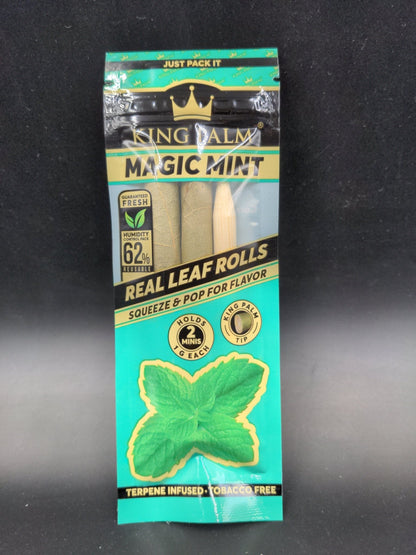 JUST PACK IT
KING PALM®
MAGIC MINT
GUARANTEED
FRESH
HUMIDITY
CONTROL PACK
62%
REUSABLE
REAL LEAF ROLLS
SQUEEZE & POP FOR FLAVOR
HOLDS
2
MINIS
1 G EACH
KING PALM
TIP
TERPENE INFUSED • TOBACCO FREE